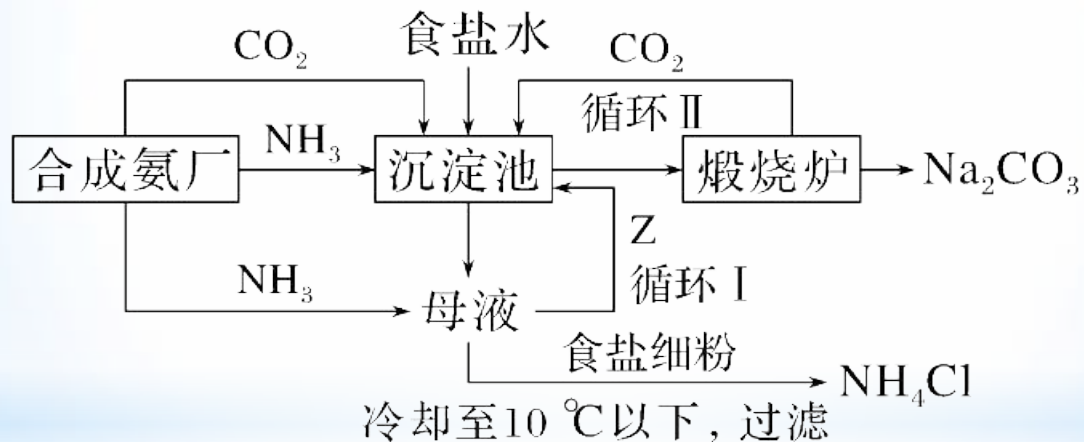 食盐水
CO₂
CO₂
循环Ⅱ
合成氨厂
NH₃
沉淀池
煅烧炉
Na₂CO₃
Z
循环Ⅰ
NH₃
母液
食盐细粉
NH₄Cl
冷却至10 ℃以下，过滤